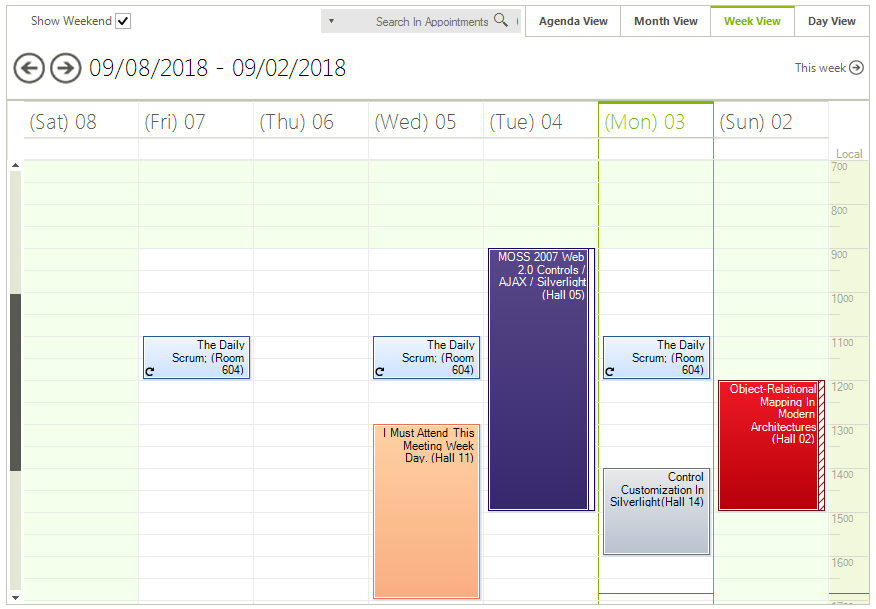 Show Weekend
Search In Appointments
Agenda View
Month View
Week View
Day View
09/08/2018 - 09/02/2018
This week
(Sat) 08
(Fri) 07
(Thu) 06
(Wed) 05
(Tue) 04
(Mon) 03
(Sun) 02
Local
700
800
900
1000
1100
1200
1300
1400
1500
1600
The Daily
Scrum; (Room
604)
The Daily
Scrum; (Room
604)
I Must Attend This
Meeting Week
Day. (Hall 11)
MOSS 2007 Web
2.0 Controls /
AJAX / Silverlight
(Hall 05)
The Daily
Scrum; (Room
604)
Control
Customization In
Silverlight(Hall 14)
Object-Relational
Mapping In
Modern
Architectures
(Hall 02)